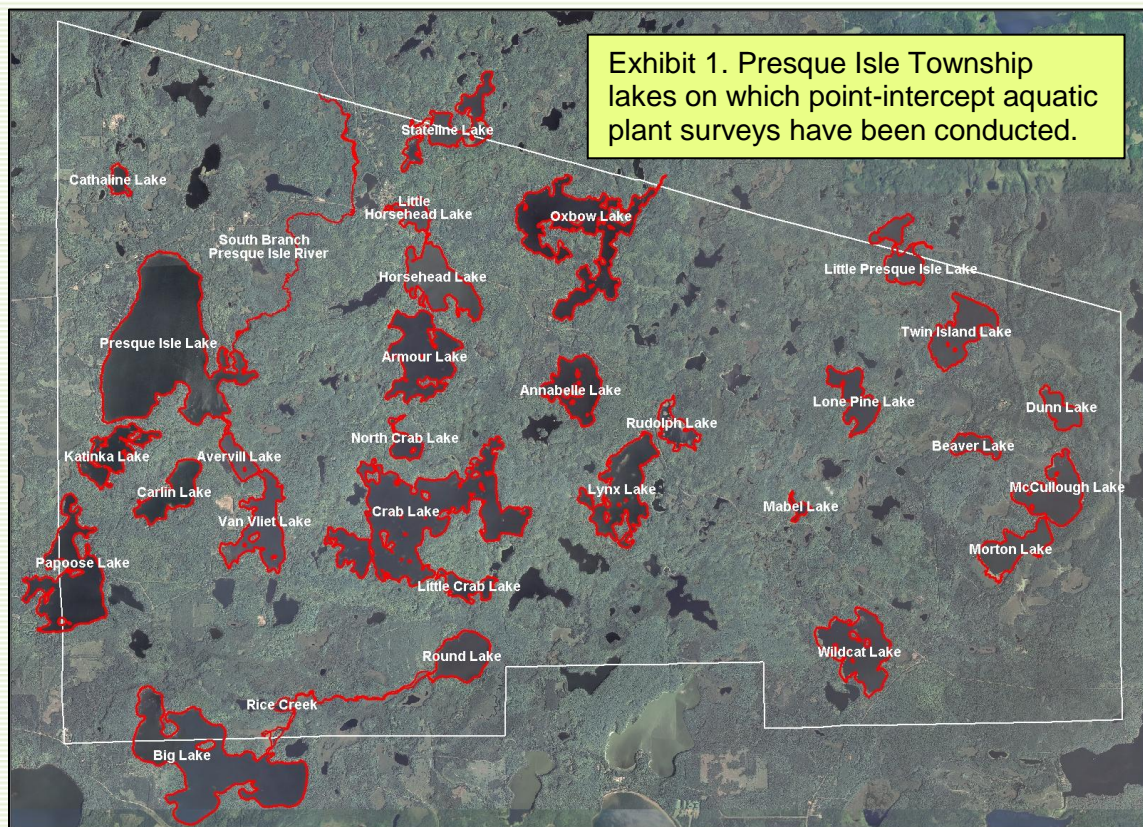 Exhibit 1. Presque Isle Township
lakes on which point-intercept aquatic
plant surveys have been conducted.
Stateline Lake
Cathaline Lake
Little
Horsehead Lake
Oxbow Lake
South Branch
Presque Isle River
Horsehead Lake
Little Presque Isle Lake
Twin Island Lake
Presque Isle Lake
Armour Lake
Annabelle Lake
Lone Pine Lake
Dunn Lake
Rudolph Lake
North Crab Lake
Beaver Lake
Katinka Lake
Avervill Lake
McCullough Lake
Carlin Lake
Lynx Lake
Mabel Lake
Crab Lake
Van Vliet Lake
Morton Lake
Papoose Lake
Little Crab Lake
Wildcat Lake
Round Lake
Rice Creek
Big Lake